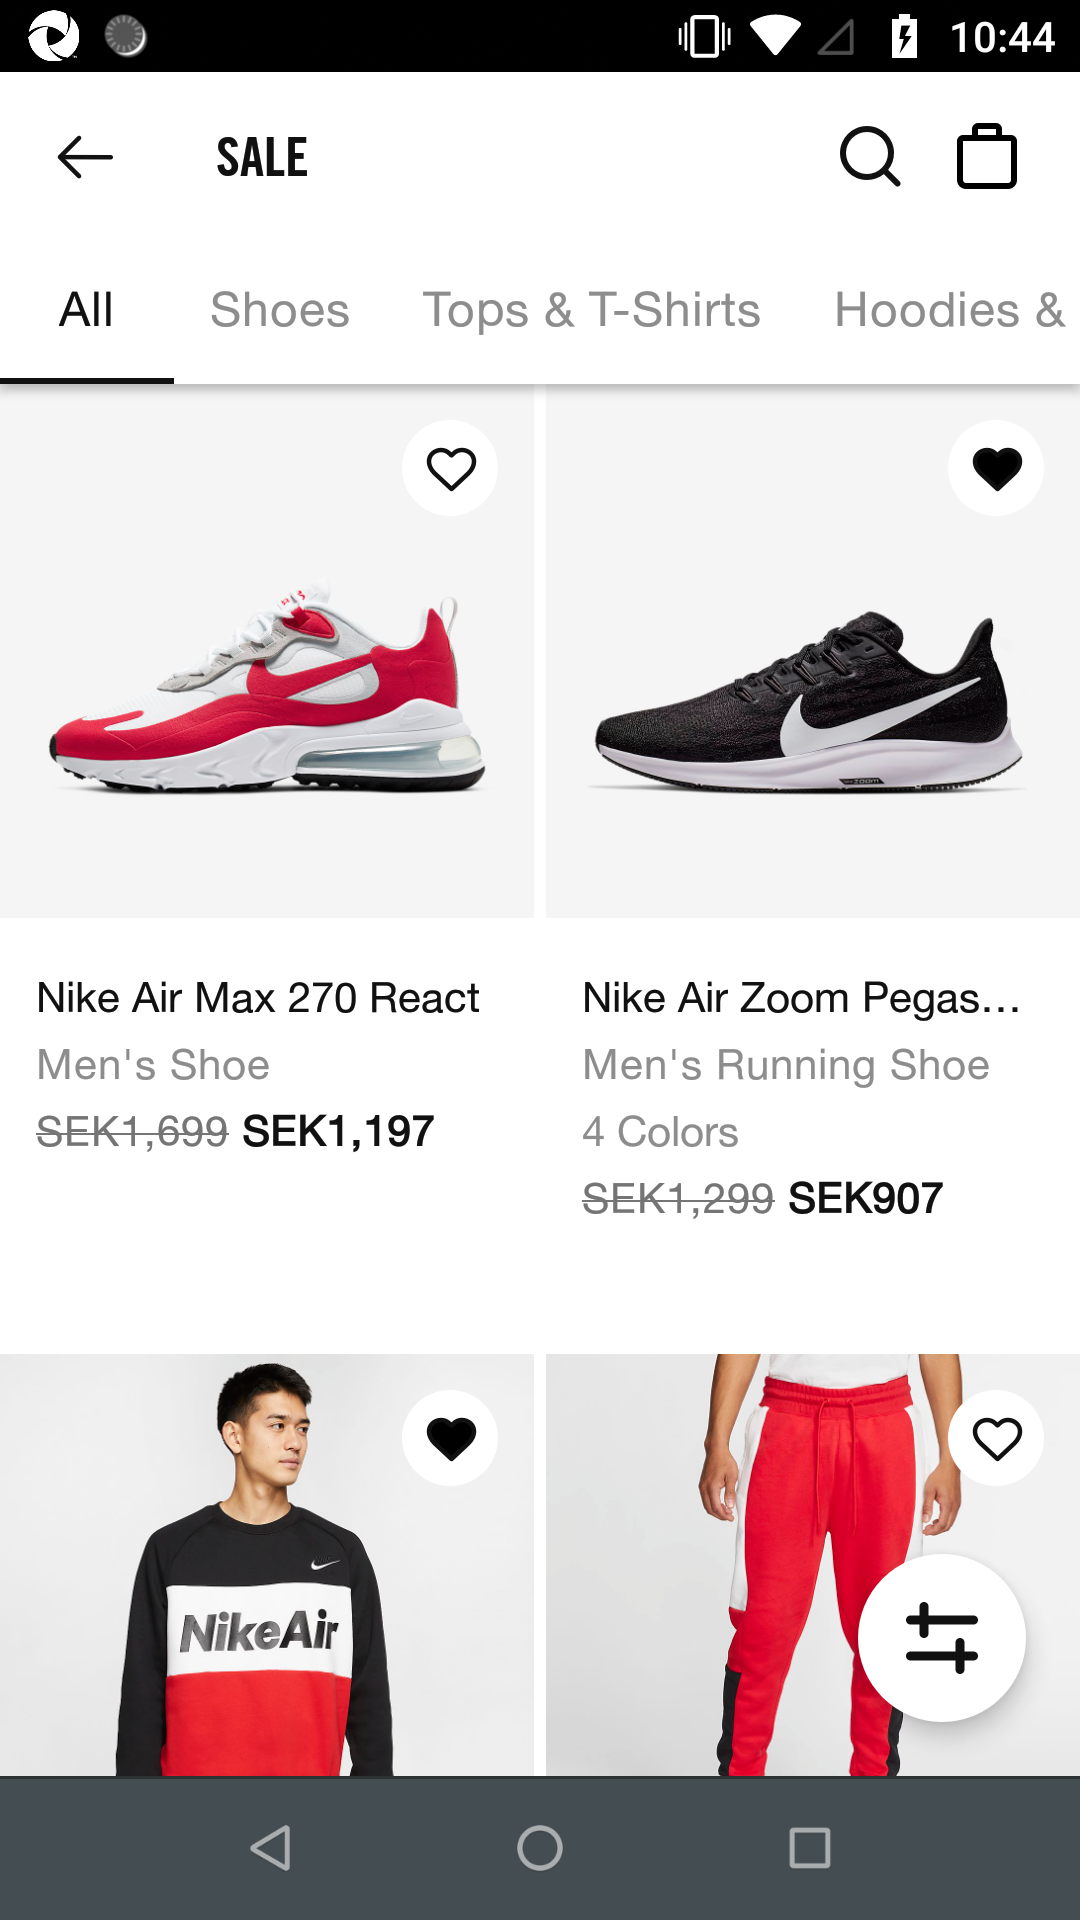 10:44
SALE
All Shoes Tops & T-Shirts Hoodies &
Nike Air Max 270 React
Men's Shoe
SEK1,699 SEK1,197
Nike Air Zoom Pegas...
Men's Running Shoe
4 Colors
SEK1,299 SEK907
NikeAir